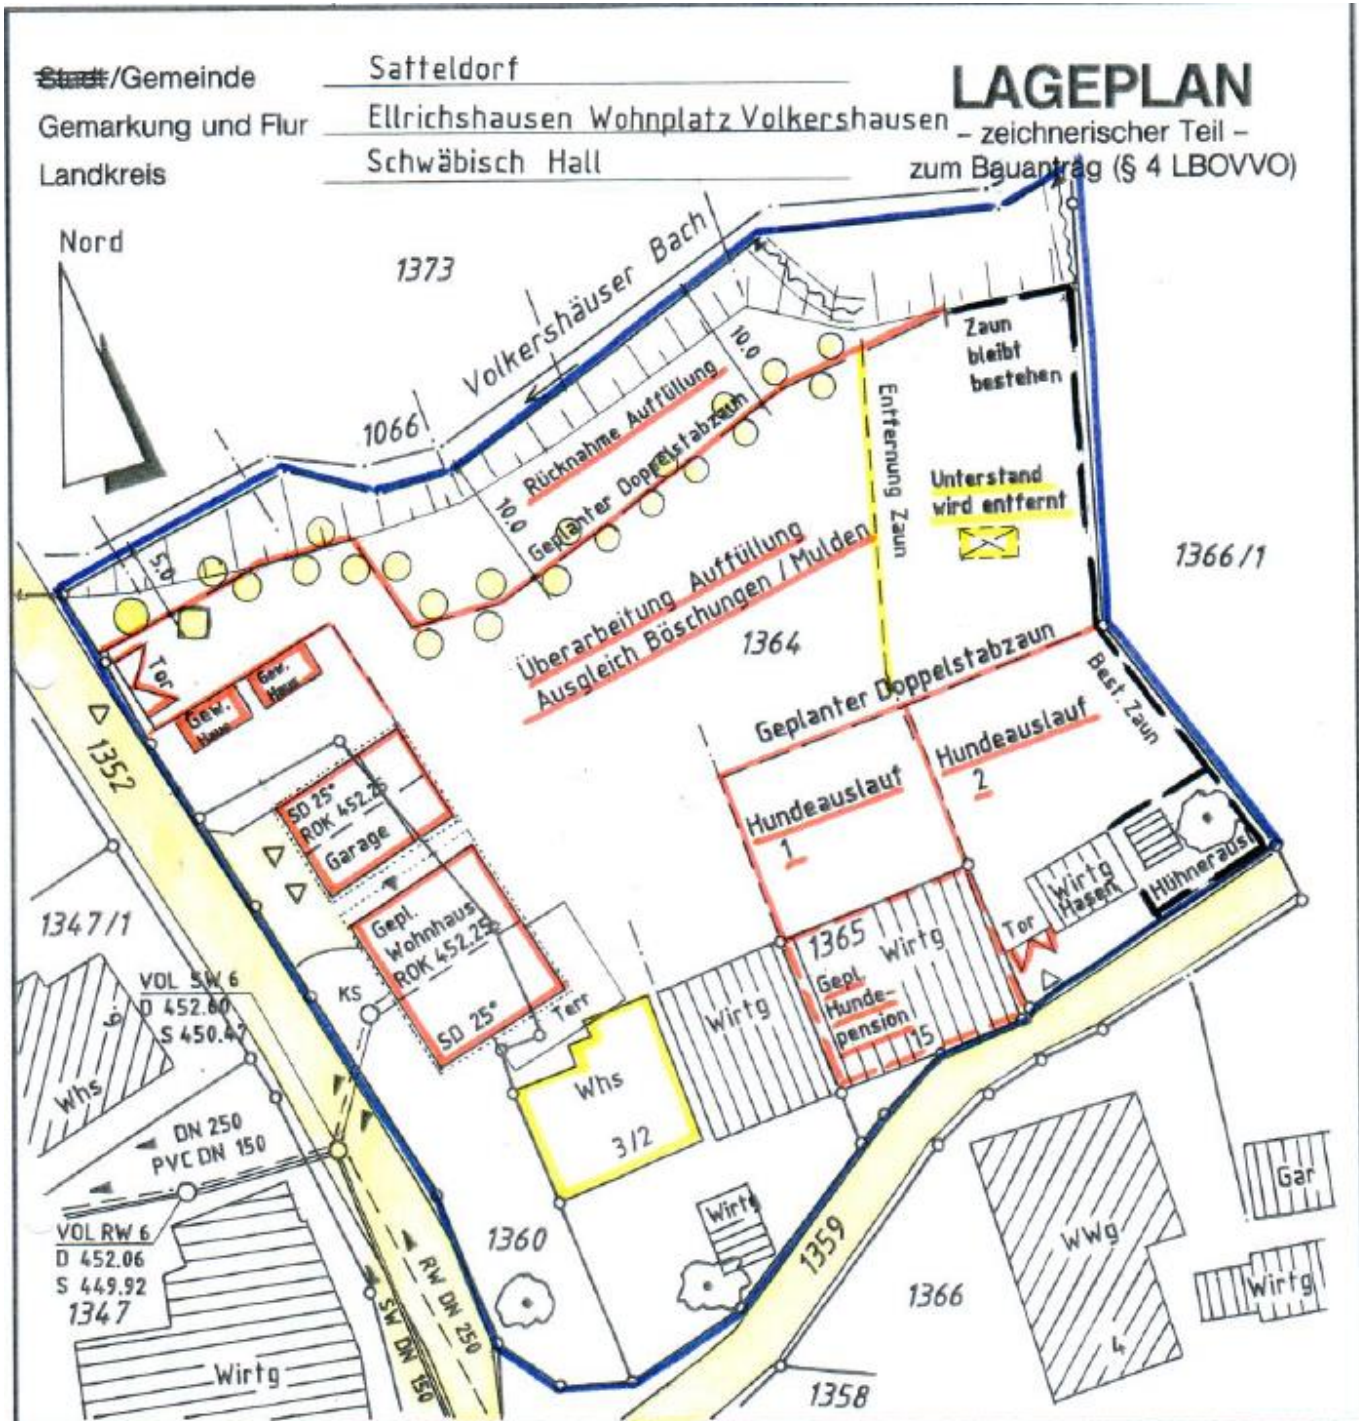 Stadt/Gemeinde Satteldorf
Gemarkung und Flur Ellrichshausen Wohnplatz Volkershausen
Landkreis Schwäbisch Hall
LAGEPLAN
– zeichnerischer Teil –
zum Bauantrag (§ 4 LBOVVO)
Nord
1373
Volkershäuser Bach
1066
10.0
10.0
5.0
Rücknahme Auffüllung
Geplanter Doppelstabzaun
Zaun
bleibt
bestehen
Entfernung Zaun
Unterstand
wird entfernt
1366/1
Überarbeitung Auffüllung
Ausgleich Böschungen / Mulden
1364
Tor
Gew.
Haus
Gew.
Haus
Geplanter Doppelstabzaun
Best. Zaun
1352
Hundeauslauf
1
Hundeauslauf
2
SD 25°
ROK 452.25
Garage
Gepl.
Wohnhaus
ROK 452.25
SD 25°
Wirtg
Hasen
Hühnerausl
Tor
1347/1
VOL SW 6
D 452.60
S 450.47
KS
Terr
Wirtg
1365
Wirtg
Gepl.
Hunde-
pension
15
9
Whs
Whs
3/2
DN 250
PVC DN 150
VOL RW 6
D 452.06
S 449.92
1347
Wirtg
RW DN 250
SW DN 150
1360
Wirtg
1359
1366
WWg
4
Gar
Wirtg
1358